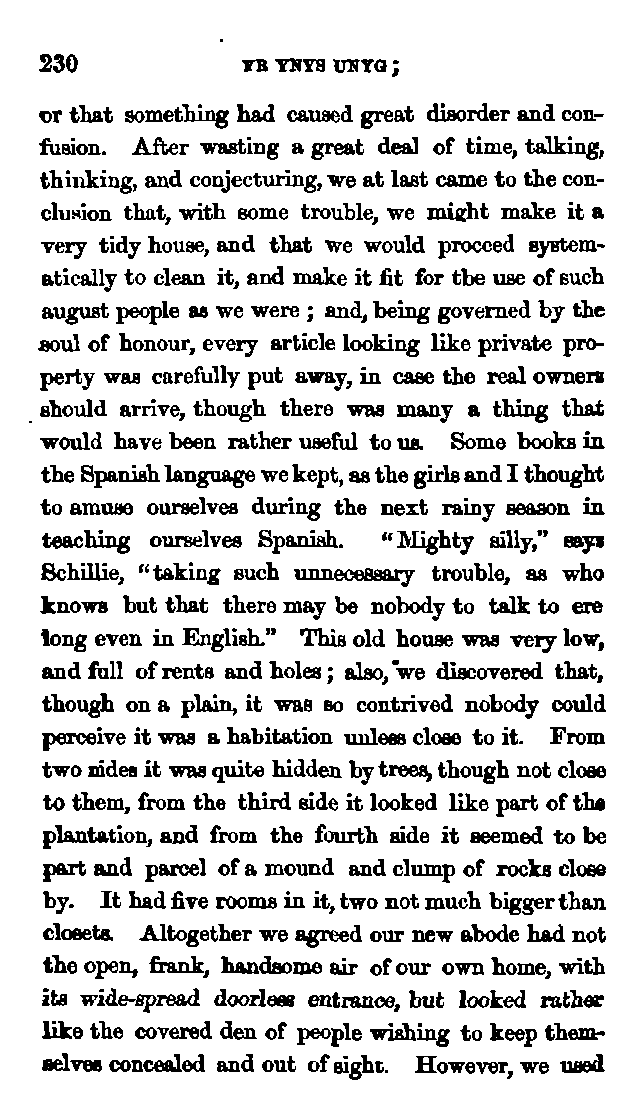 230 YR YNYS UNYG;
or that something had caused great disorder and con-
fusion. After wasting a great deal of time, talking,
thinking, and conjecturing, we at last came to the con-
clusion that, with some trouble, we might make it a
very tidy house, and that we would proceed system-
atically to clean it, and make it fit for the use of such
august people as we were; and, being governed by the
soul of honour, every article looking like private pro-
perty was carefully put away, in case the real owners
should arrive, though there was many a thing that
would have been rather useful to us. Some books in
the Spanish language we kept, as the girls and I thought
to amuse ourselves during the next rainy season in
teaching ourselves Spanish. "Mighty silly," says
Schillie, "taking such unnecessary trouble, as who
knows but that there may be nobody to talk to ere
long even in English." This old house was very low,
and full of rents and holes; also, we discovered that,
though on a plain, it was so contrived nobody could
perceive it was a habitation unless close to it. From
two sides it was quite hidden by trees, though not close
to them, from the third side it looked like part of the
plantation, and from the fourth side it seemed to be
part and parcel of a mound and clump of rocks close
by. It had five rooms in it, two not much bigger than
closets. Altogether we agreed our new abode had not
the open, frank, handsome air of our own home, with
its wide-spread doorless entrance, but looked rather
like the covered den of people wishing to keep them-
selves concealed and out of sight. However, we used